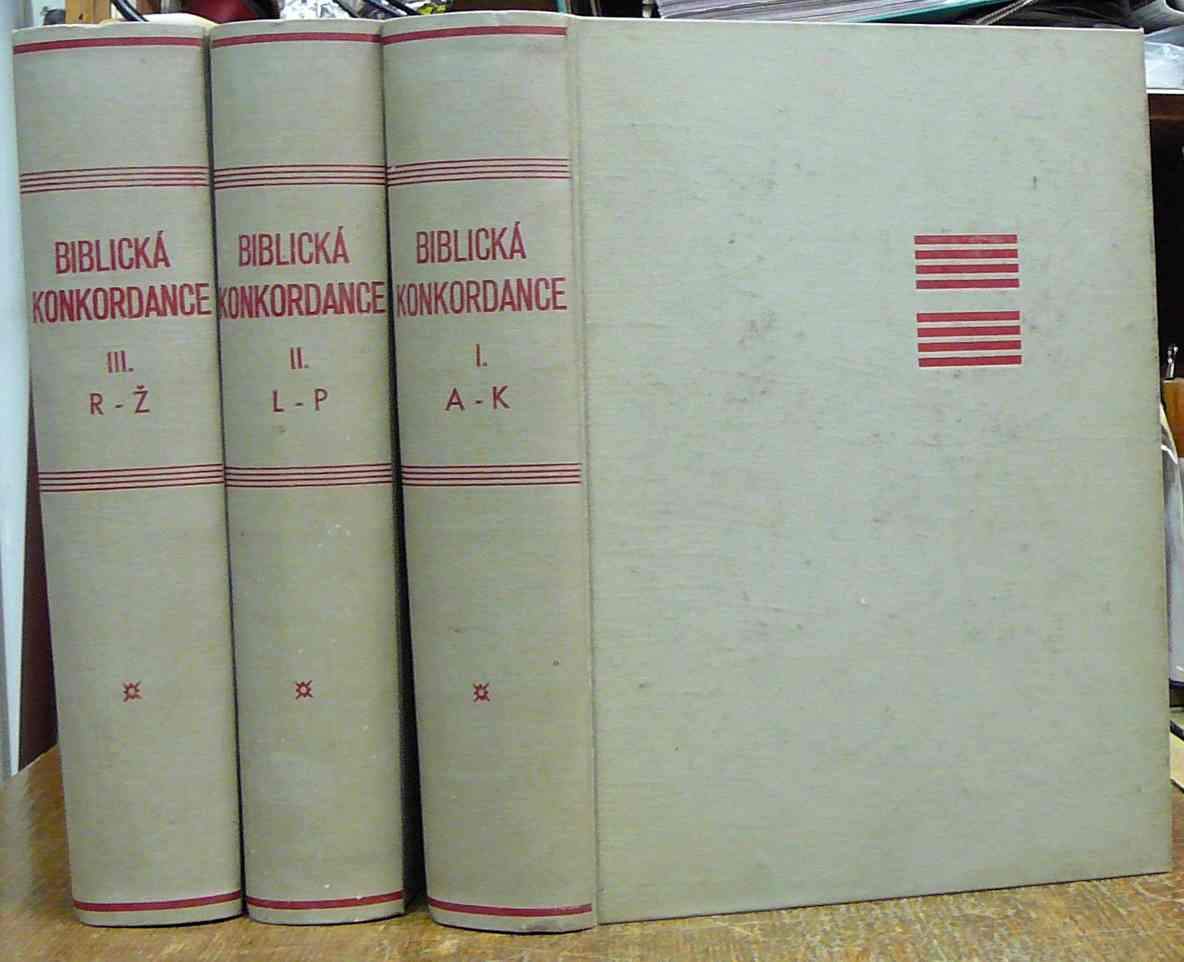 BIBLICKÁ
KONKORDANCE
III.
R - Ž
BIBLICKÁ
KONKORDANCE
II.
L - P
BIBLICKÁ
KONKORDANCE
I.
A - K